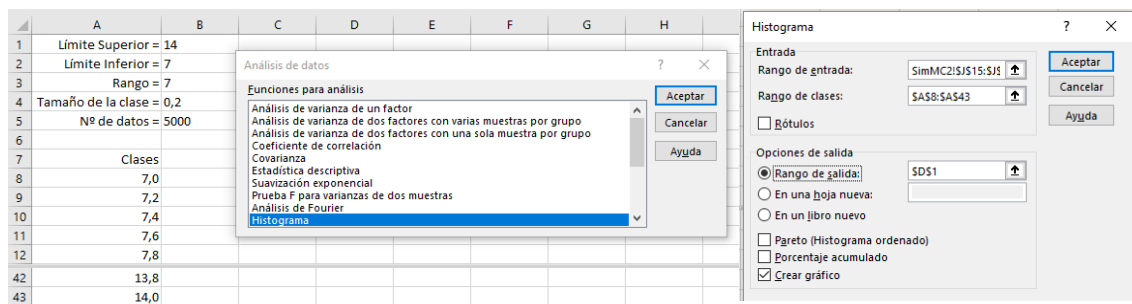 A B C D E F G H
1 Límite Superior = 14
2 Límite Inferior = 7
3 Rango = 7
4 Tamaño de la clase = 0,2
5 Nº de datos = 5000
6
7 Clases
8 7,0
9 7,2
10 7,4
11 7,6
12 7,8
42 13,8
43 14,0
Análisis de datos ? ×
Funciones para análisis
Análisis de varianza de un factor
Análisis de varianza de dos factores con varias muestras por grupo
Análisis de varianza de dos factores con una sola muestra por grupo
Coeficiente de correlación
Covarianza
Estadística descriptiva
Suavización exponencial
Prueba F para varianzas de dos muestras
Análisis de Fourier
Histograma
Aceptar
Cancelar
Ayuda
Histograma ? ×
Entrada
Rango de entrada: SimMC2!$J$15:$J$
Rango de clases: $A$8:$A$43
Rótulos
Aceptar
Cancelar
Ayuda
Opciones de salida
Rango de salida: $D$1
En una hoja nueva:
En un libro nuevo
Pareto (Histograma ordenado)
Porcentaje acumulado
Crear gráfico